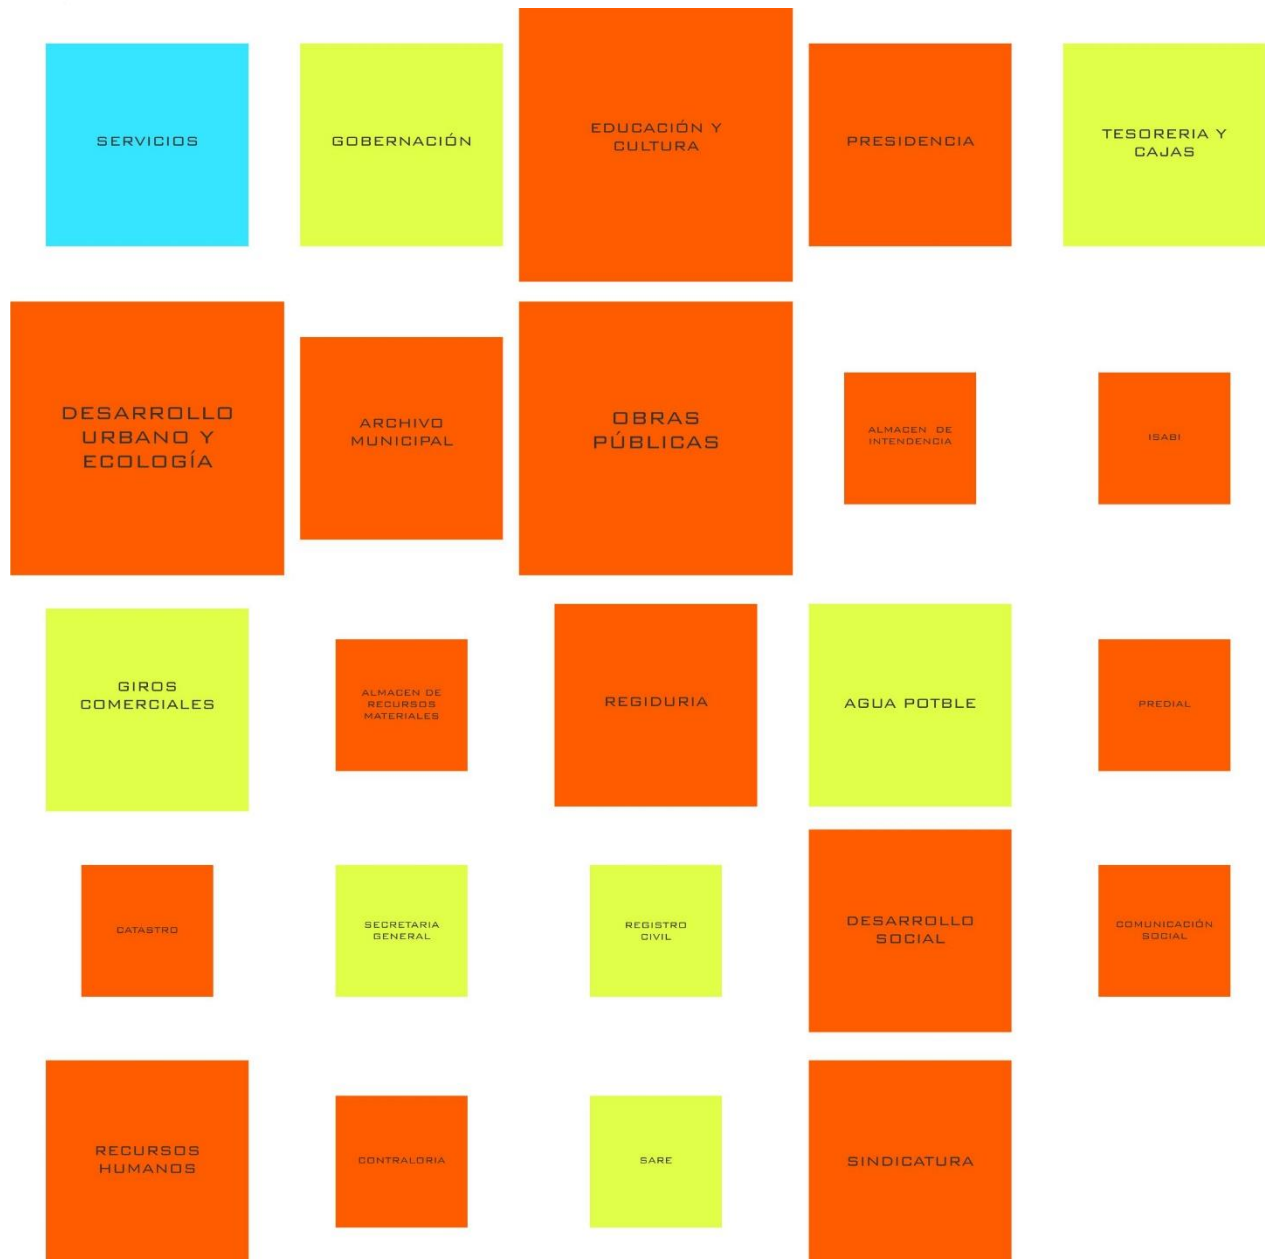 SERVICIOS
GOBERNACIÓN
EDUCACIÓN Y
CULTURA
PRESIDENCIA
TESORERIA Y
CAJAS
DESARROLLO
URBANO Y
ECOLOGÍA
ARCHIVO
MUNICIPAL
OBRAS
PÚBLICAS
ALMACEN DE
INTENDENCIA
ISABI
GIROS
COMERCIALES
ALMACEN DE
RECURSOS
MATERIALES
REGIDURIA
AGUA POTBLE
PREDIAL
CATASTRO
SECRETARIA
GENERAL
REGISTRO
CIVIL
DESARROLLO
SOCIAL
COMUNICACIÓN
SOCIAL
RECURSOS
HUMANOS
CONTRALORIA
SARE
SINDICATURA